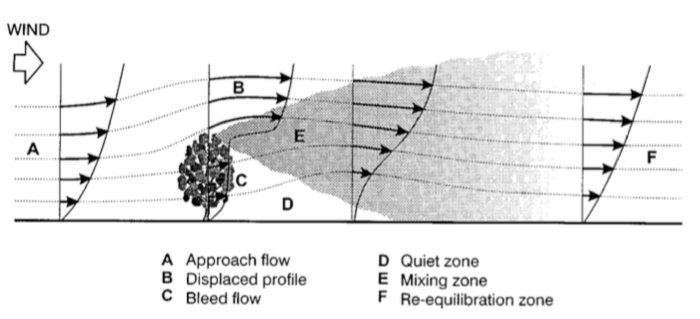 WIND
B
A
E
F
C
D
A Approach flow
B Displaced profile
C Bleed flow
D Quiet zone
E Mixing zone
F Re-equilibration zone